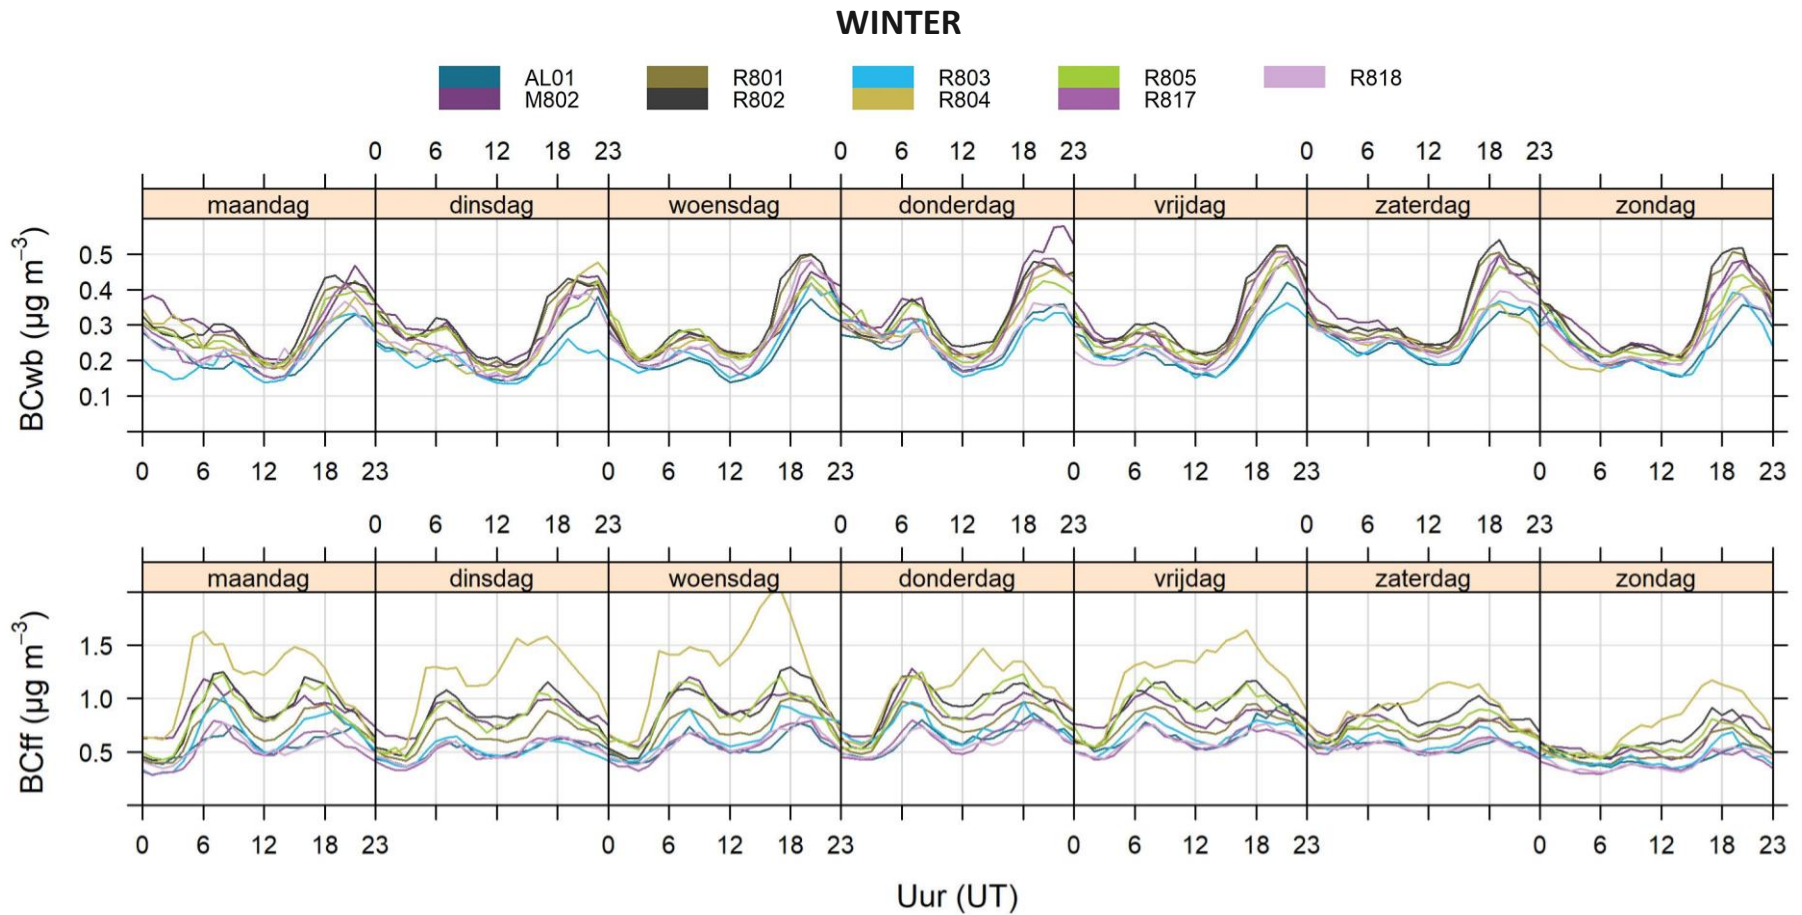 WINTER
AL01 R801 R803 R805 R818
M802 R802 R804 R817
0 6 12 18 23 0 6 12 18 23 0 6 12 18 23
maandag dinsdag woensdag donderdag vrijdag zaterdag zondag
BCwb (µg m⁻³)
0.5
0.4
0.3
0.2
0.1
0 6 12 18 23 0 6 12 18 23 0 6 12 18 23 0 6 12 18 23
0 6 12 18 23 0 6 12 18 23 0 6 12 18 23
maandag dinsdag woensdag donderdag vrijdag zaterdag zondag
BCff (µg m⁻³)
1.5
1.0
0.5
0 6 12 18 23 0 6 12 18 23 0 6 12 18 23 0 6 12 18 23
Uur (UT)